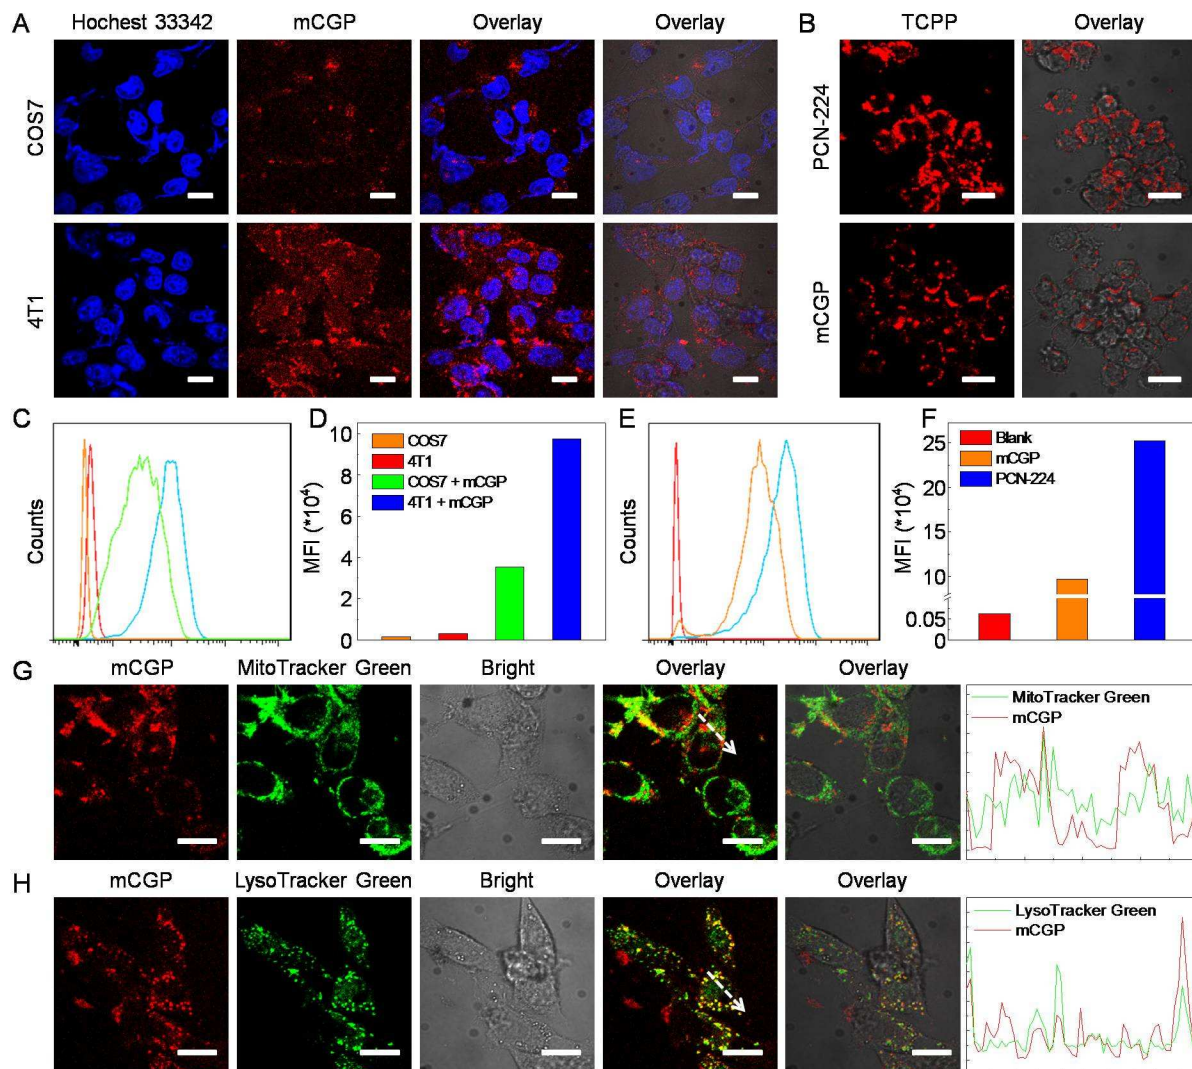 A Hochest 33342 mCGP Overlay Overlay B TCPP Overlay
COS7
4T1
PCN-224
mCGP
C
Counts
D
MFI (*10⁴)
10
8
6
4
2
0
COS7
4T1
COS7 + mCGP
4T1 + mCGP
E
Counts
F
MFI (*10⁴)
25
20
15
10
0.05
0
Blank
mCGP
PCN-224
G mCGP MitoTracker Green Bright Overlay Overlay
MitoTracker Green
mCGP
H mCGP LysoTracker Green Bright Overlay Overlay
LysoTracker Green
mCGP